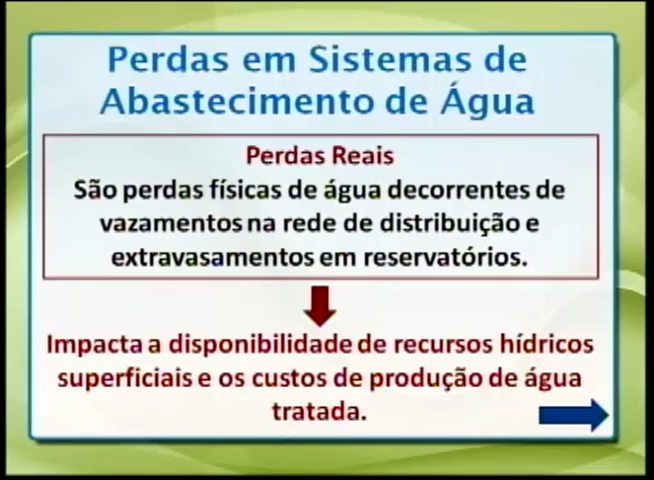 Perdas em Sistemas de
Abastecimento de Água
Perdas Reais
São perdas físicas de água decorrentes de
vazamentos na rede de distribuição e
extravasamentos em reservatórios.
Impacta a disponibilidade de recursos hídricos
superficiais e os custos de produção de água
tratada.